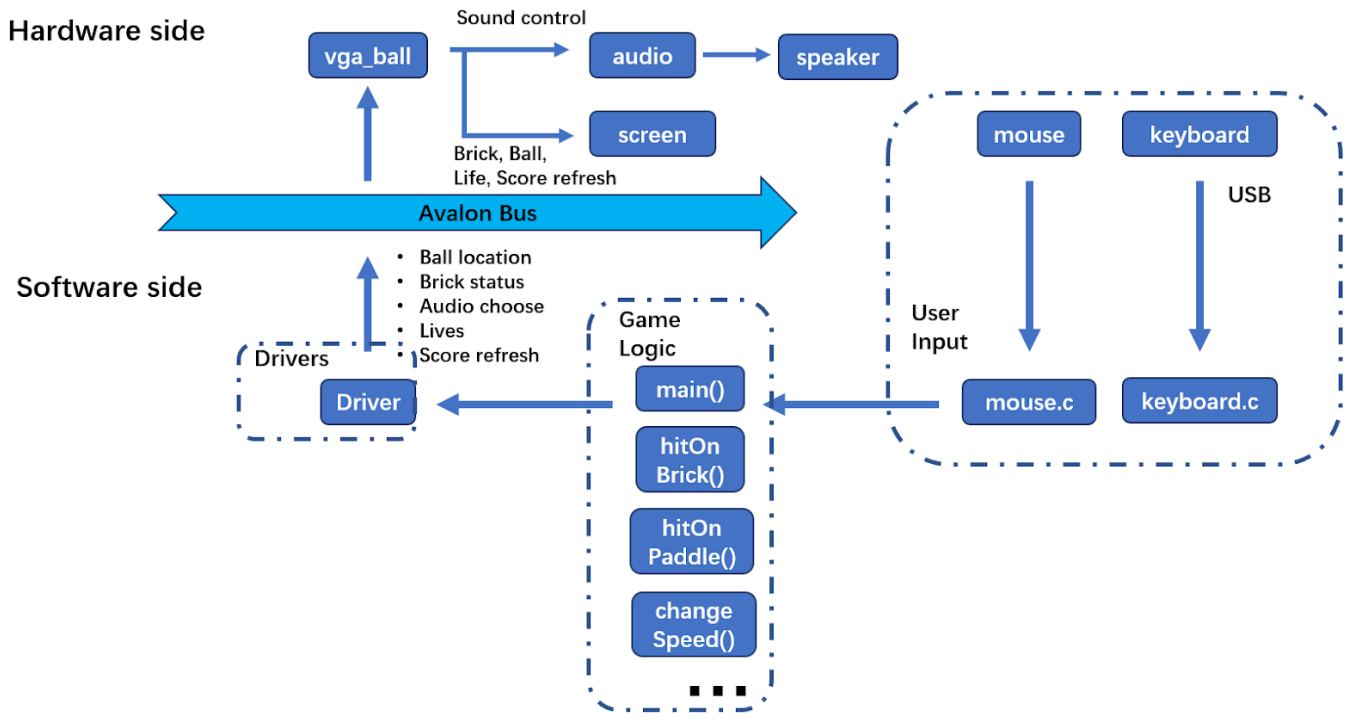 Hardware side
vga_ball
Sound control
audio
speaker
screen
Brick, Ball,
Life, Score refresh
mouse
keyboard
USB
Avalon Bus
Software side
• Ball location
• Brick status
• Audio choose
• Lives
• Score refresh
Drivers
Driver
Game
Logic
main()
hitOn
Brick()
hitOn
Paddle()
change
Speed()
...
User
Input
mouse.c
keyboard.c